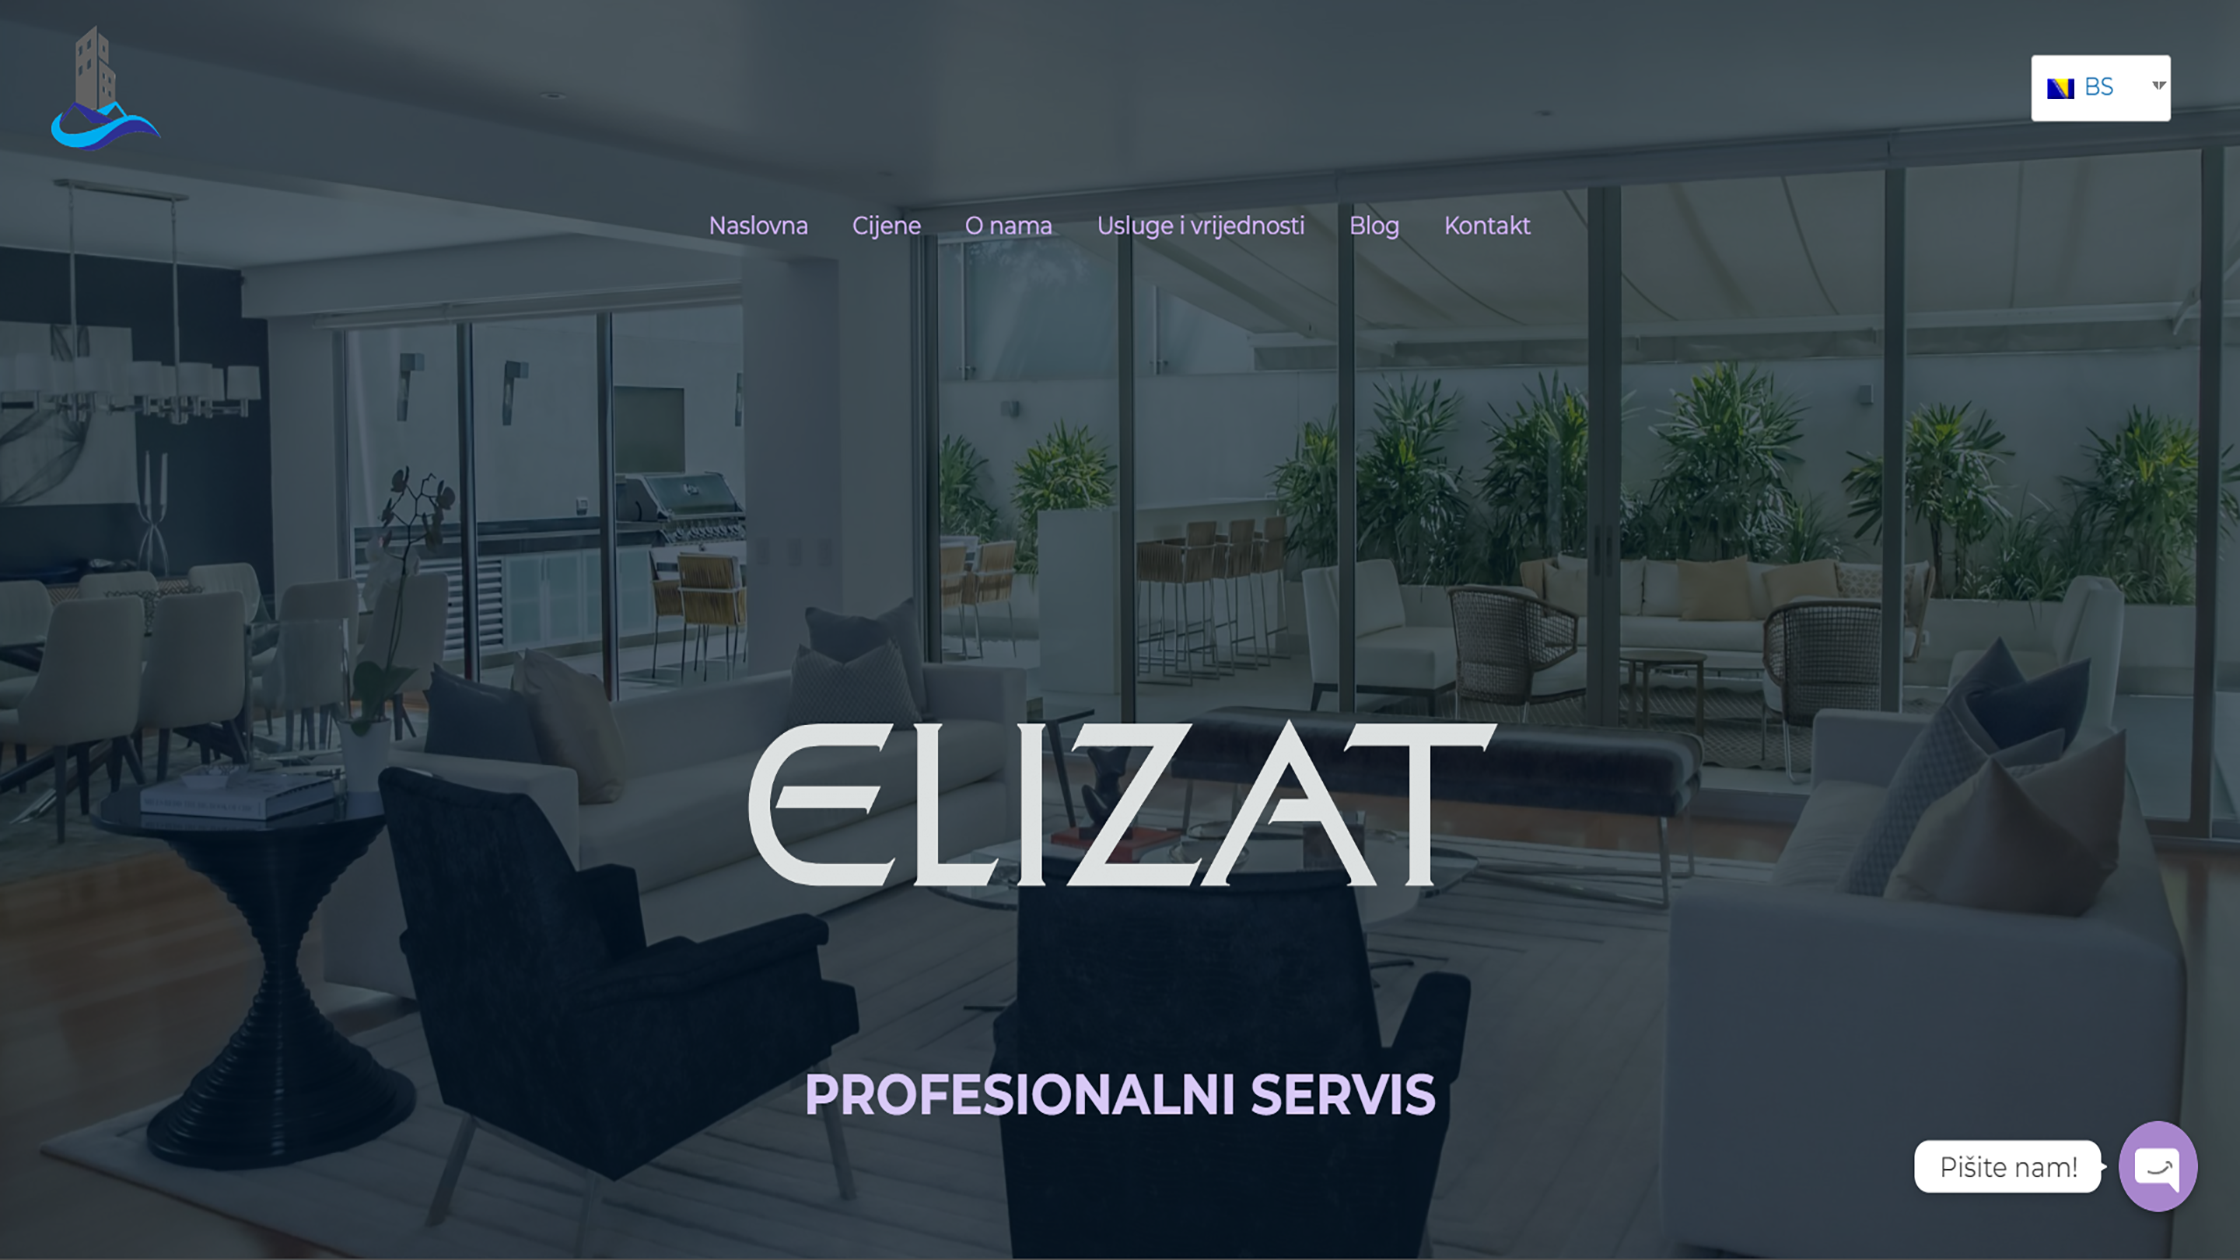 BS
Naslovna Cijene O nama Usluge i vrijednosti Blog Kontakt
ELIZAT
PROFESIONALNI SERVIS
Pišite nam!